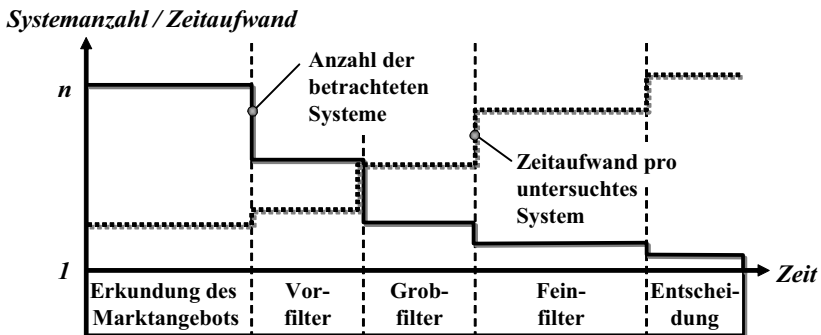 Systemanzahl / Zeitaufwand
Anzahl der
betrachteten
Systeme
n
Zeitaufwand pro
untersuchtes
System
1
Zeit
Erkundung des
Marktangebots
Vor-
filter
Grob-
filter
Fein-
filter
Entschei-
dung